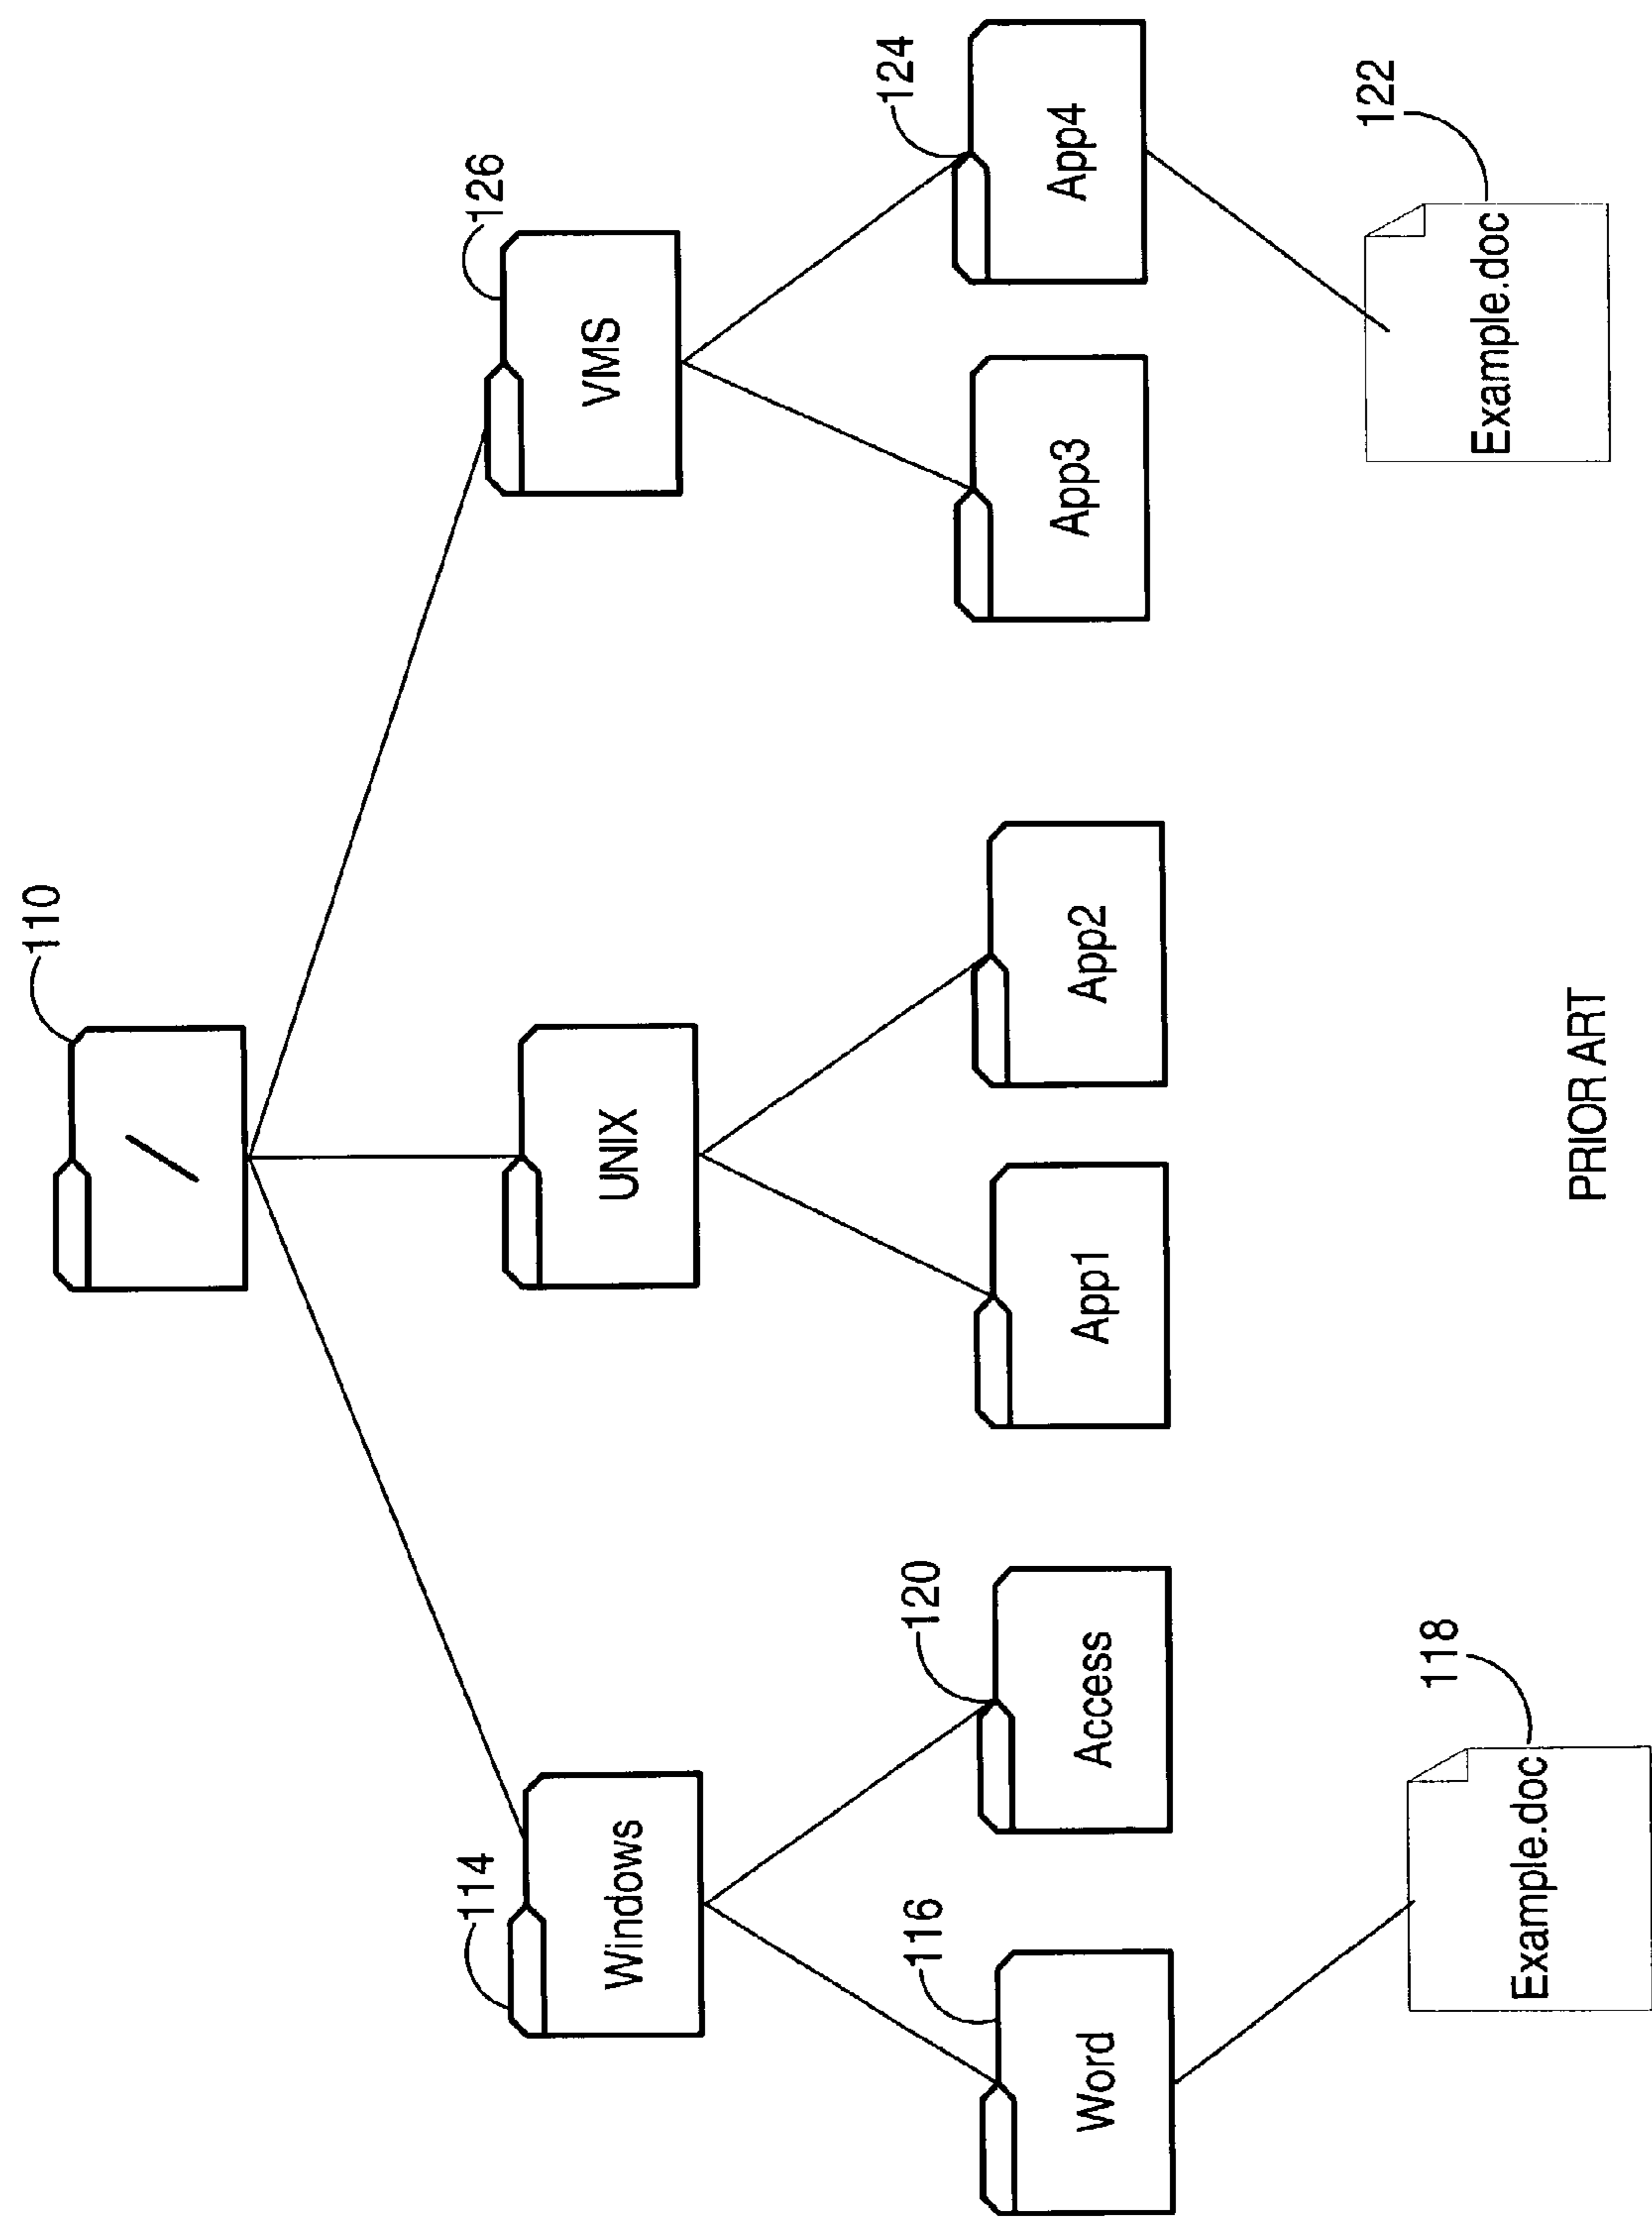 110
/
114
126
Windows
UNIX
VMS
116
120
124
Word
Access
App1
App2
App3
App4
118
122
Example.doc
Example.doc
PRIOR ART